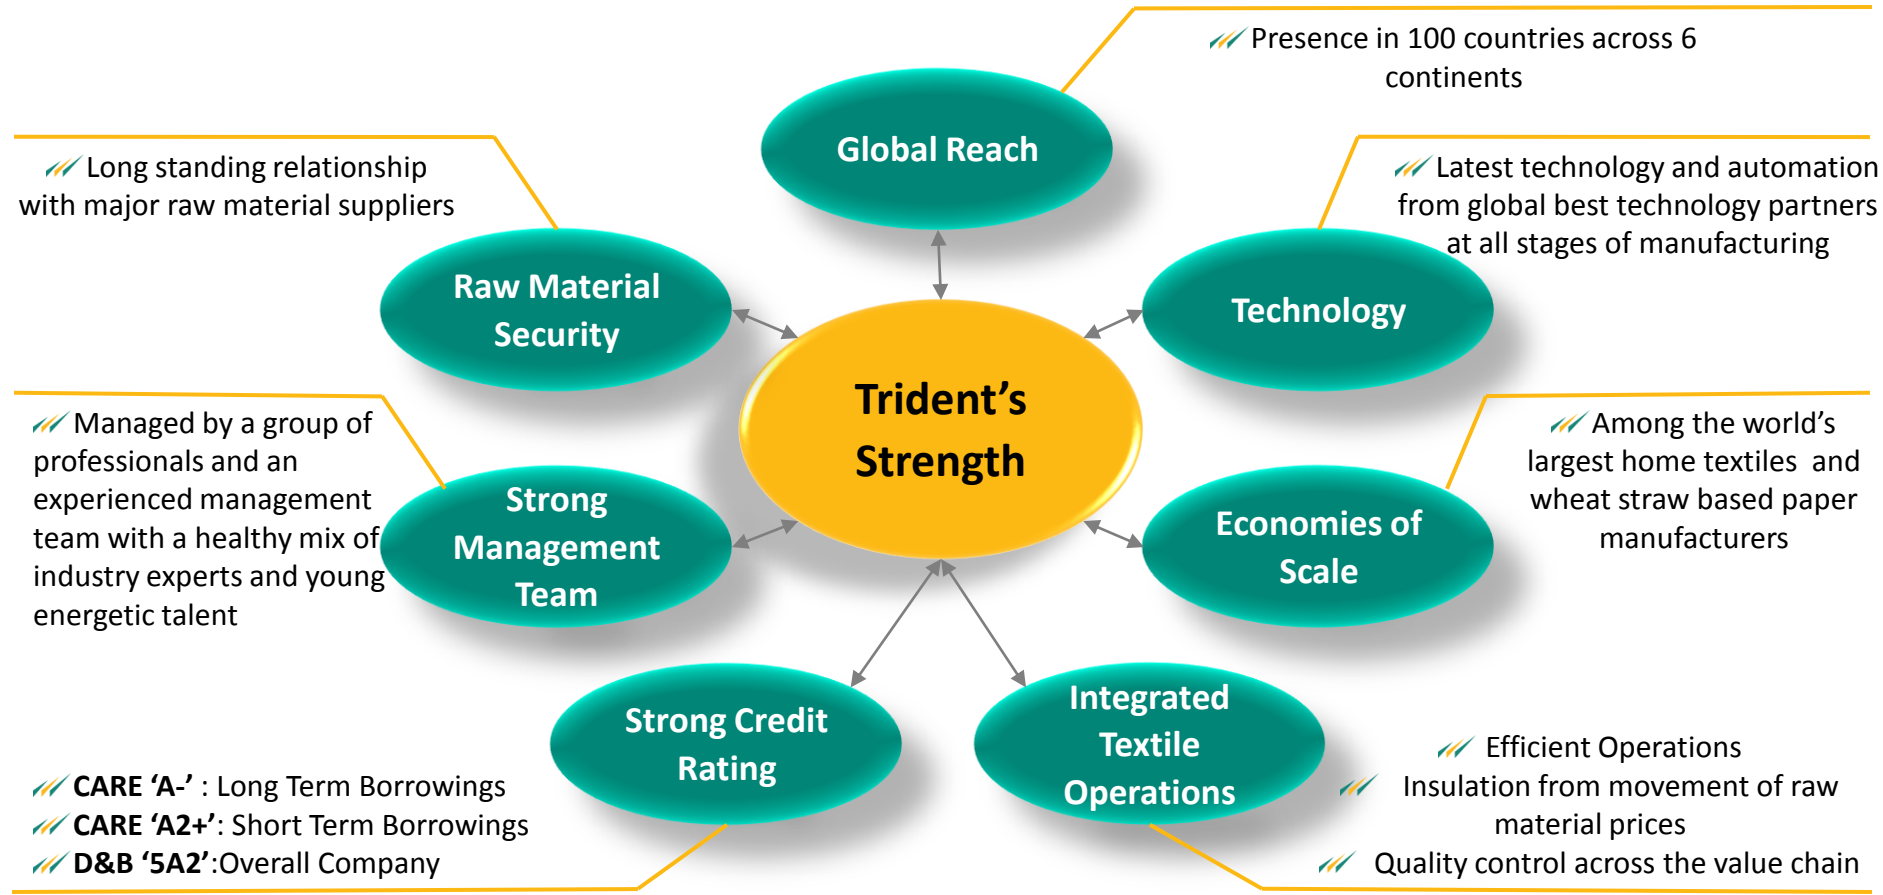 Presence in 100 countries across 6
continents
Global Reach
Long standing relationship
with major raw material suppliers
Latest technology and automation
from global best technology partners
at all stages of manufacturing
Raw Material
Security
Technology
Trident’s
Strength
Managed by a group of
professionals and an
experienced management
team with a healthy mix of
industry experts and young
energetic talent
Strong
Management
Team
Among the world’s
largest home textiles and
wheat straw based paper
manufacturers
Economies of
Scale
Strong Credit
Rating
Integrated
Textile
Operations
CARE ‘A-’ : Long Term Borrowings
CARE ‘A2+’: Short Term Borrowings
D&B ‘5A2’:Overall Company
Efficient Operations
Insulation from movement of raw
material prices
Quality control across the value chain